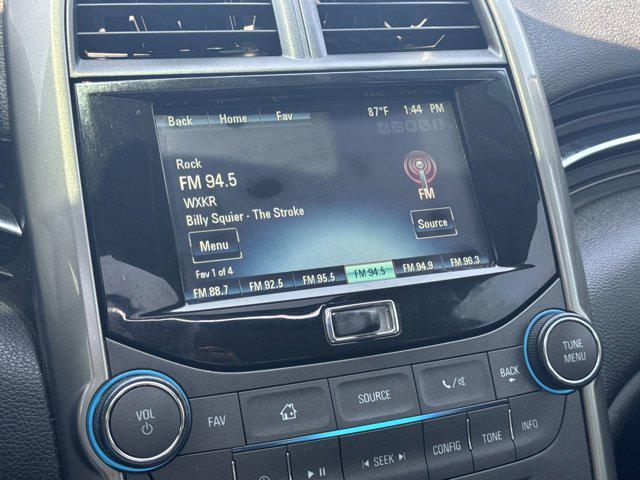 Back Home Fav 87°F 1:44 PM
Rock
FM 94.5
WXKR
Billy Squier - The Stroke
FM
Menu
Source
Fav 1 of 4
FM 88.7 FM 92.5 FM 95.5 FM 94.5 FM 94.9 FM 96.3
VOL
FAV
SOURCE
BACK
TUNE
MENU
SEEK
CONFIG
TONE
INFO